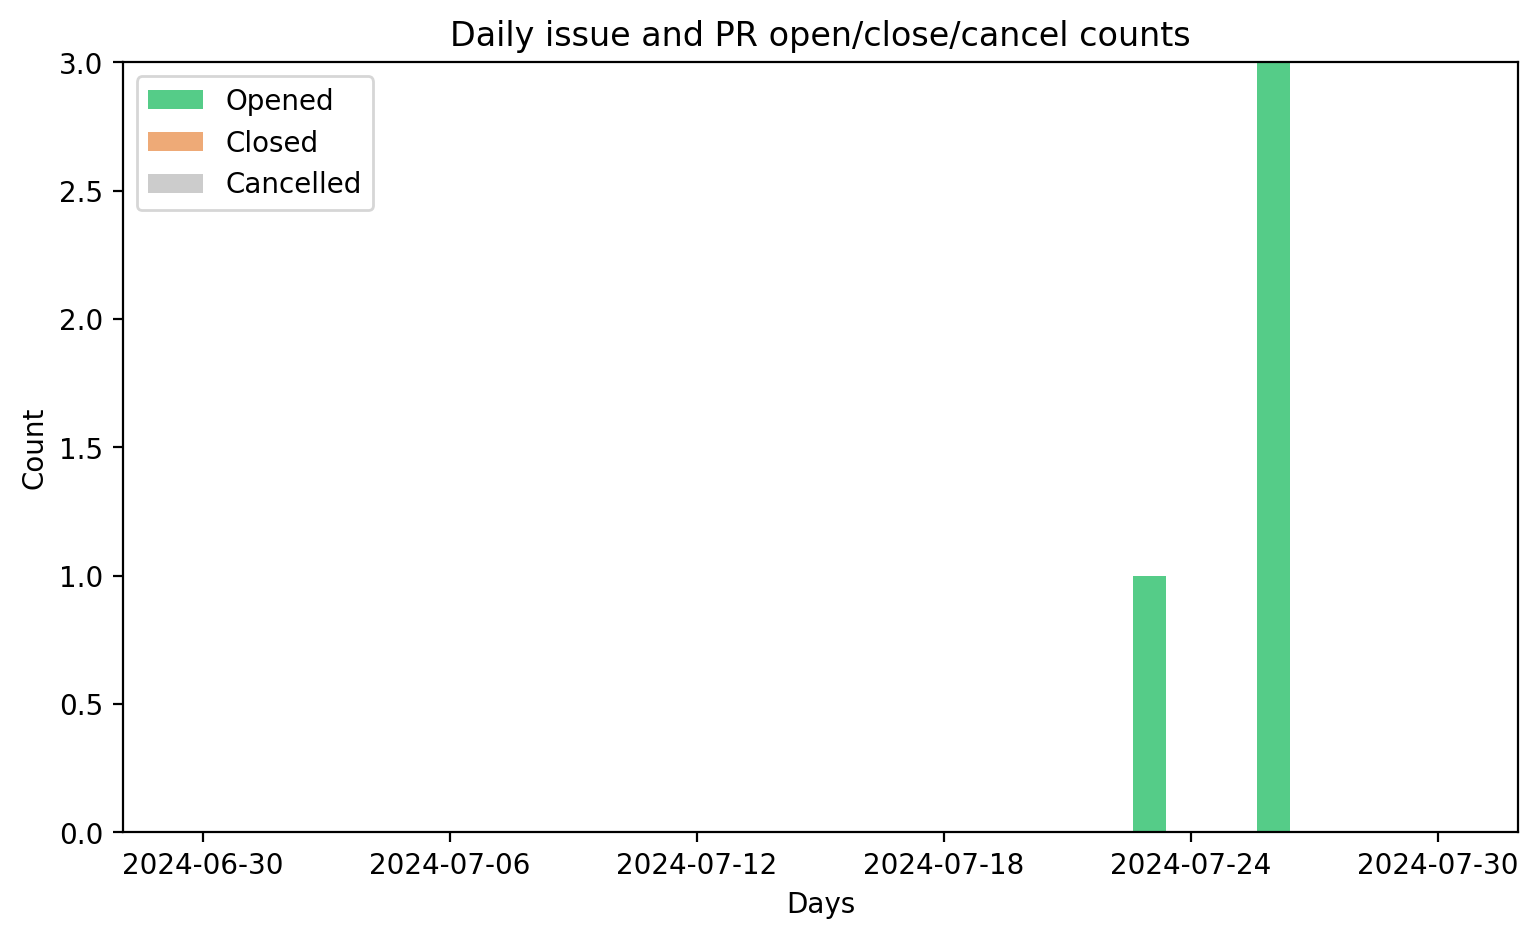 Daily issue and PR open/close/cancel counts
Opened
Closed
Cancelled
3.0
2.5
2.0
1.5
1.0
0.5
0.0
Count
2024-06-30 2024-07-06 2024-07-12 2024-07-18 2024-07-24 2024-07-30
Days